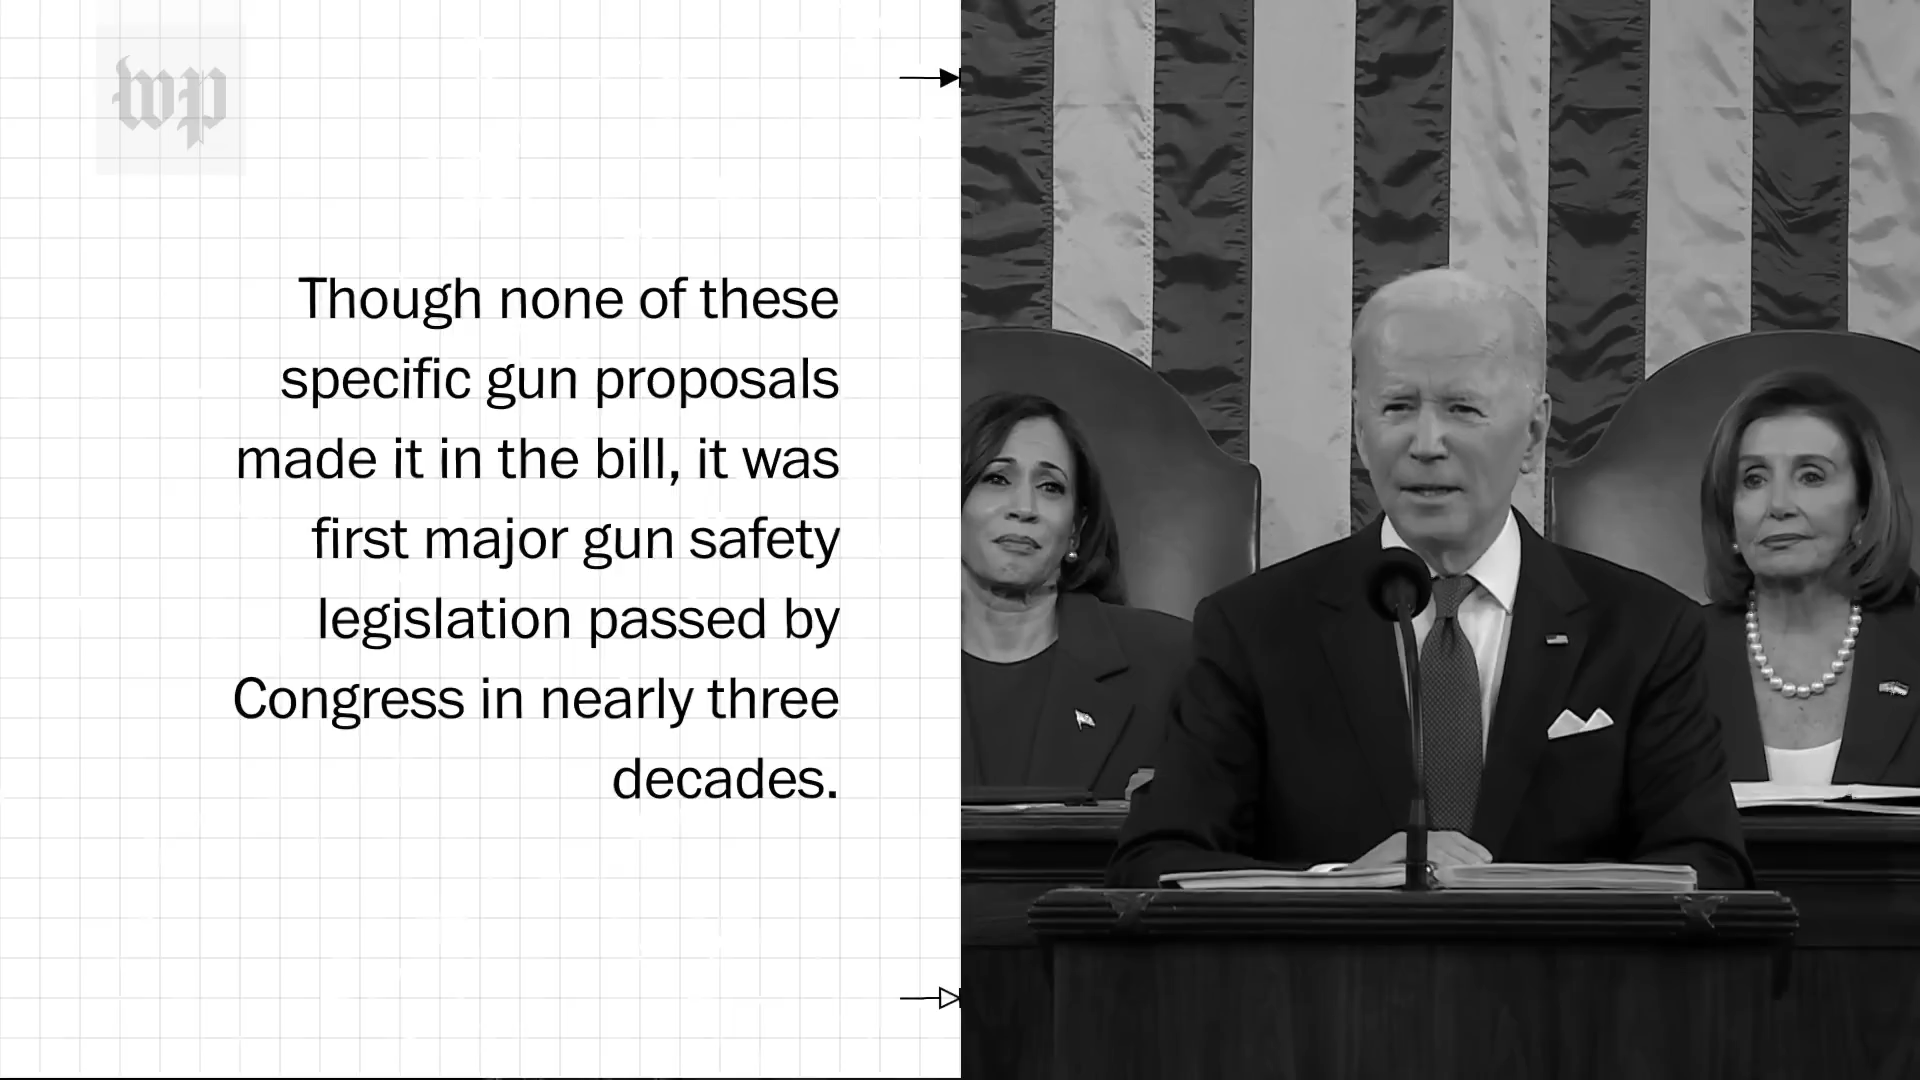 wp
Though none of these
specific gun proposals
made it in the bill, it was
first major gun safety
legislation passed by
Congress in nearly three
decades.